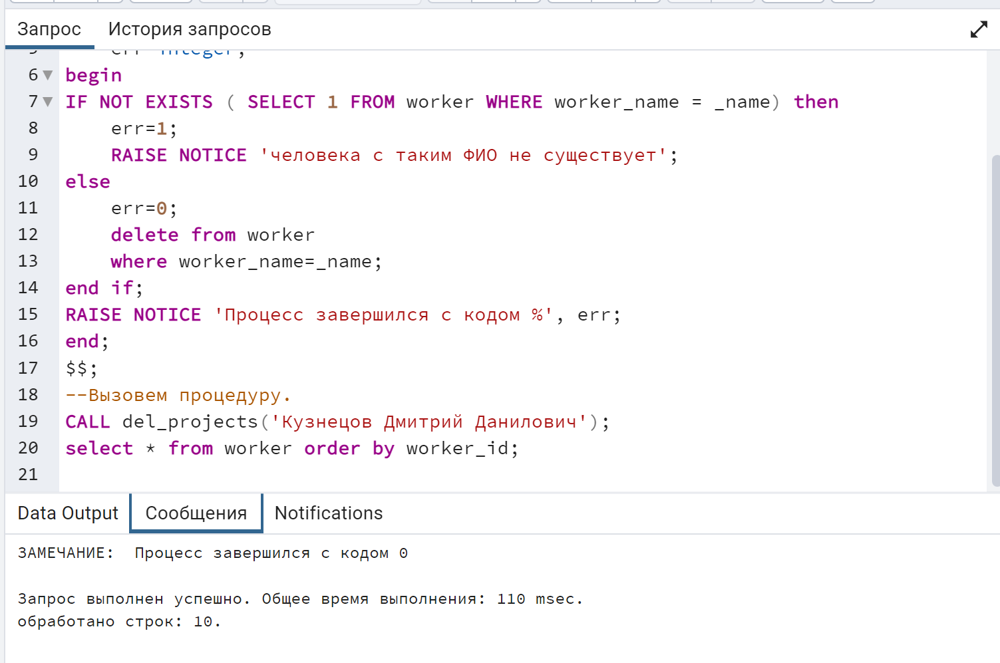 Запрос История запросов
5 err integer;
6 begin
7 IF NOT EXISTS ( SELECT 1 FROM worker WHERE worker_name = _name) then
8 err=1;
9 RAISE NOTICE 'человека с таким ФИО не существует';
10 else
11 err=0;
12 delete from worker
13 where worker_name=_name;
14 end if;
15 RAISE NOTICE 'Процесс завершился с кодом %', err;
16 end;
17 $$;
18 --Вызовем процедуру.
19 CALL del_projects('Кузнецов Дмитрий Данилович');
20 select * from worker order by worker_id;
21
Data Output Сообщения Notifications
ЗАМЕЧАНИЕ: Процесс завершился с кодом 0
Запрос выполнен успешно. Общее время выполнения: 110 msec.
обработано строк: 10.